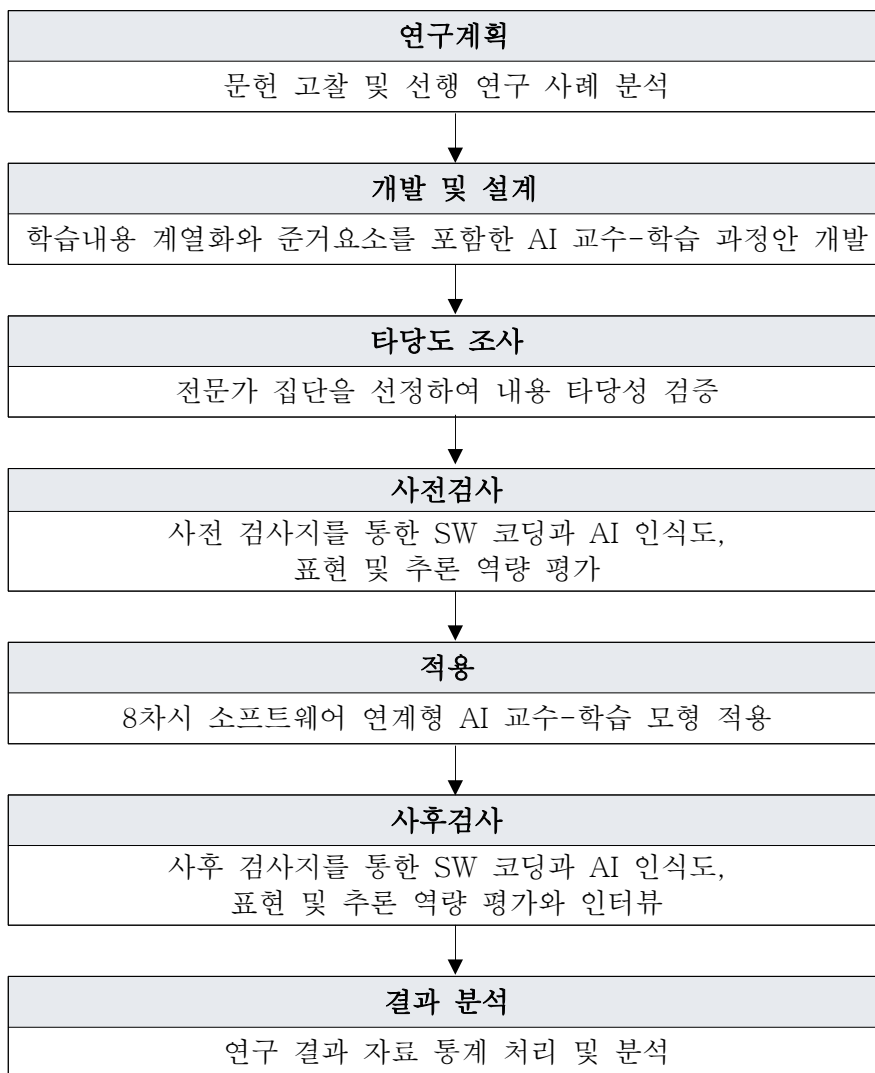 연구계획
문헌 고찰 및 선행 연구 사례 분석
개발 및 설계
학습내용 계열화와 준거요소를 포함한 AI 교수-학습 과정안 개발
타당도 조사
전문가 집단을 선정하여 내용 타당성 검증
사전검사
사전 검사지를 통한 SW 코딩과 AI 인식도,
표현 및 추론 역량 평가
적용
8차시 소프트웨어 연계형 AI 교수-학습 모형 적용
사후검사
사후 검사지를 통한 SW 코딩과 AI 인식도,
표현 및 추론 역량 평가와 인터뷰
결과 분석
연구 결과 자료 통계 처리 및 분석